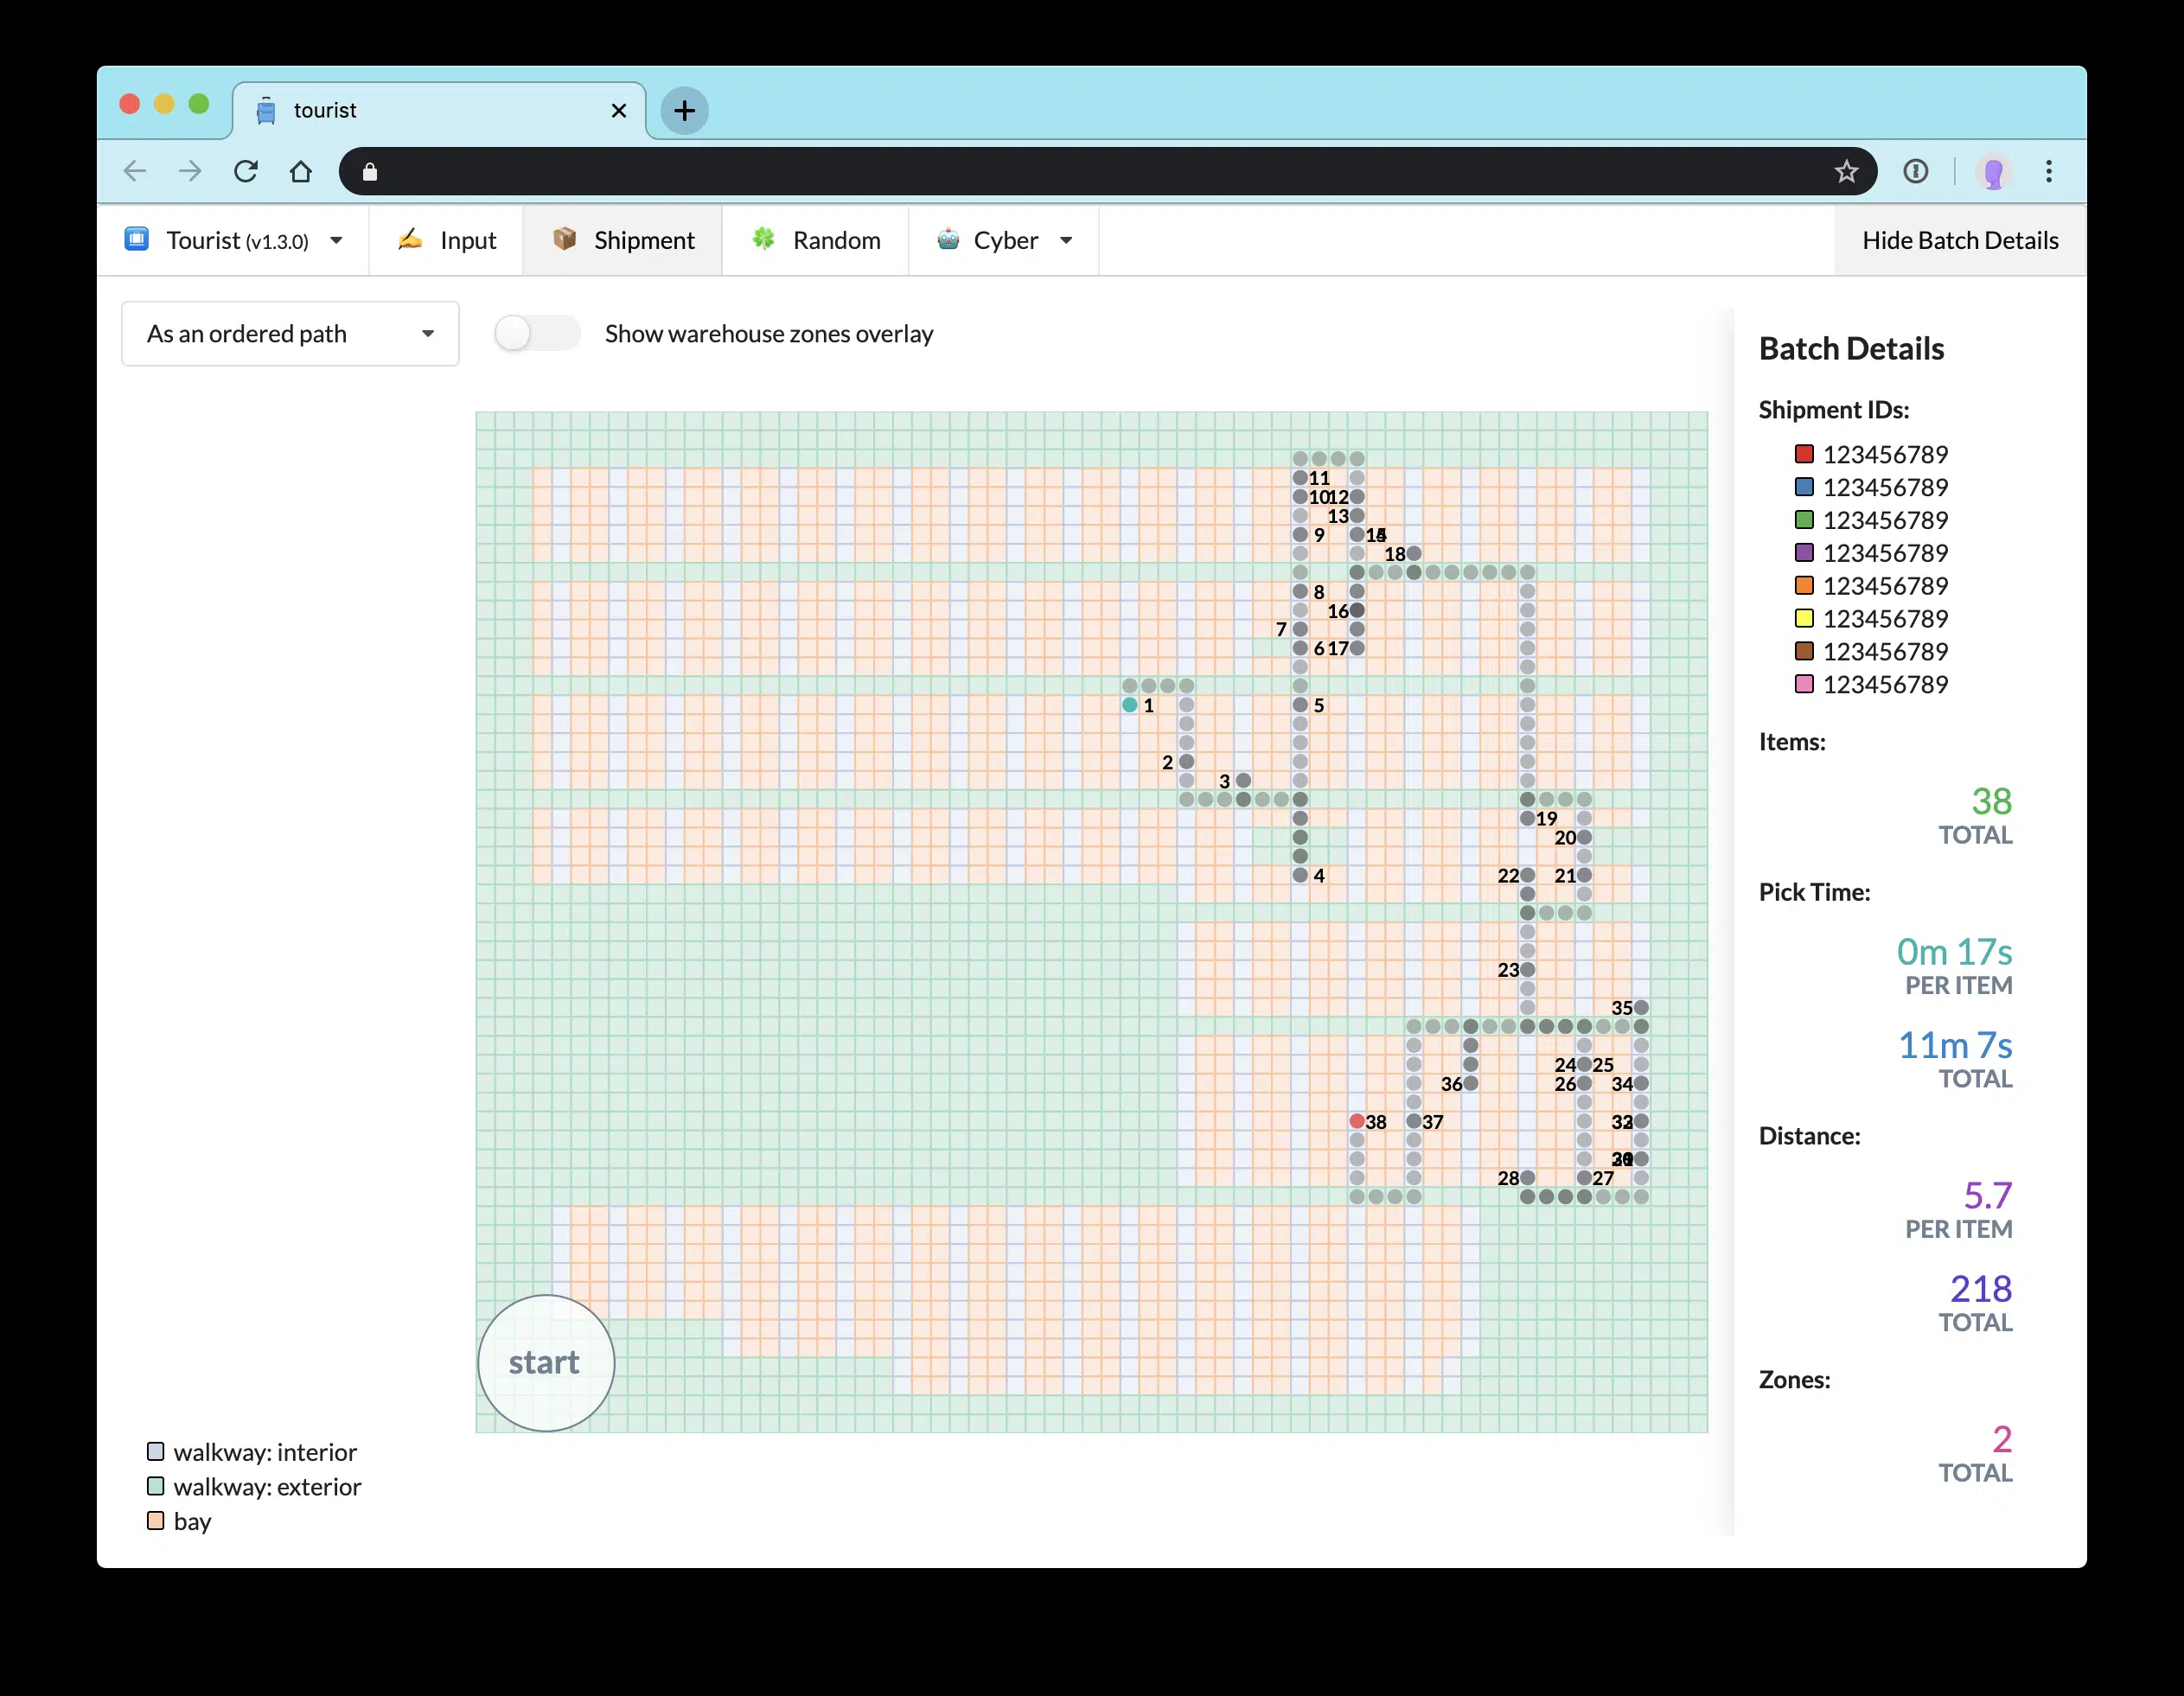 tourist
Tourist (v1.3.0)
Input
Shipment
Random
Cyber
Hide Batch Details
As an ordered path
Show warehouse zones overlay
11
10 12
13
9
18
8
16
7
6 17
1
5
2
3
19
20
4
22 21
23
35
24 25
36 26 34
38 37
28 27
start
walkway: interior
walkway: exterior
bay
Batch Details
Shipment IDs:
123456789
123456789
123456789
123456789
123456789
123456789
123456789
123456789
Items:
38
TOTAL
Pick Time:
0m 17s
PER ITEM
11m 7s
TOTAL
Distance:
5.7
PER ITEM
218
TOTAL
Zones:
2
TOTAL